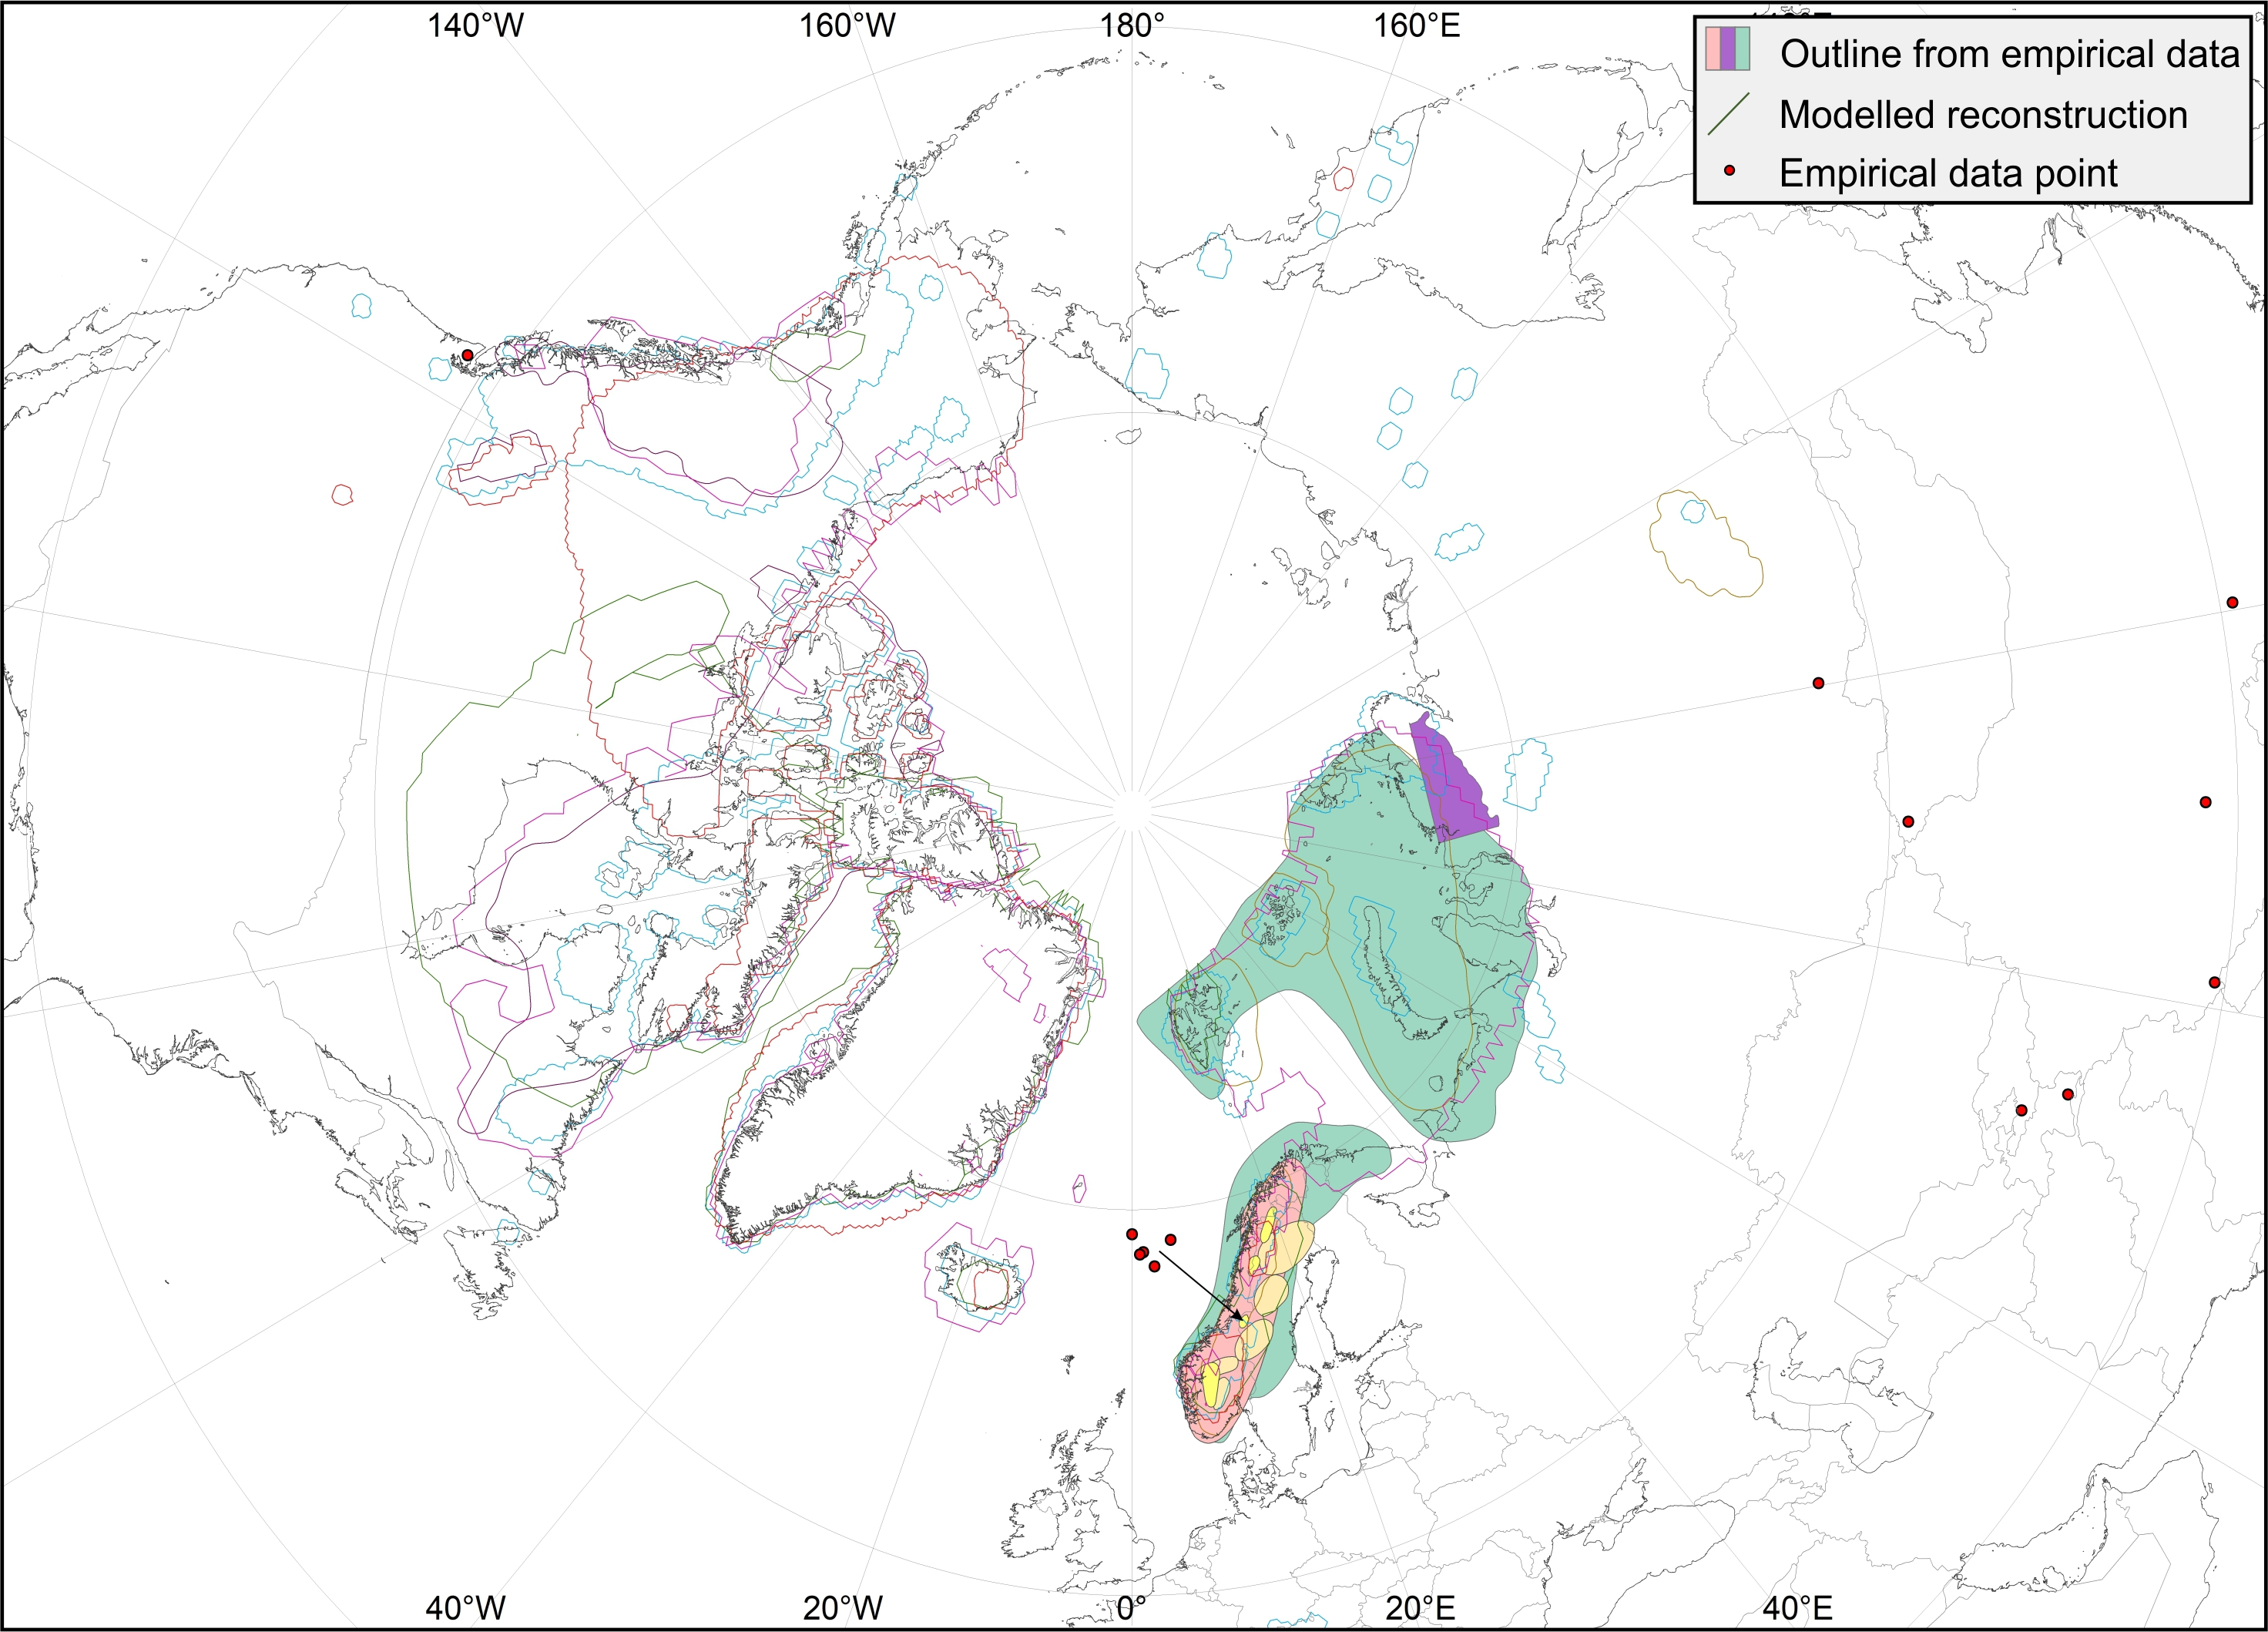 140°W 160°W 180° 160°E
Outline from empirical data
Modelled reconstruction
Empirical data point
40°W 20°W 0° 20°E 40°E